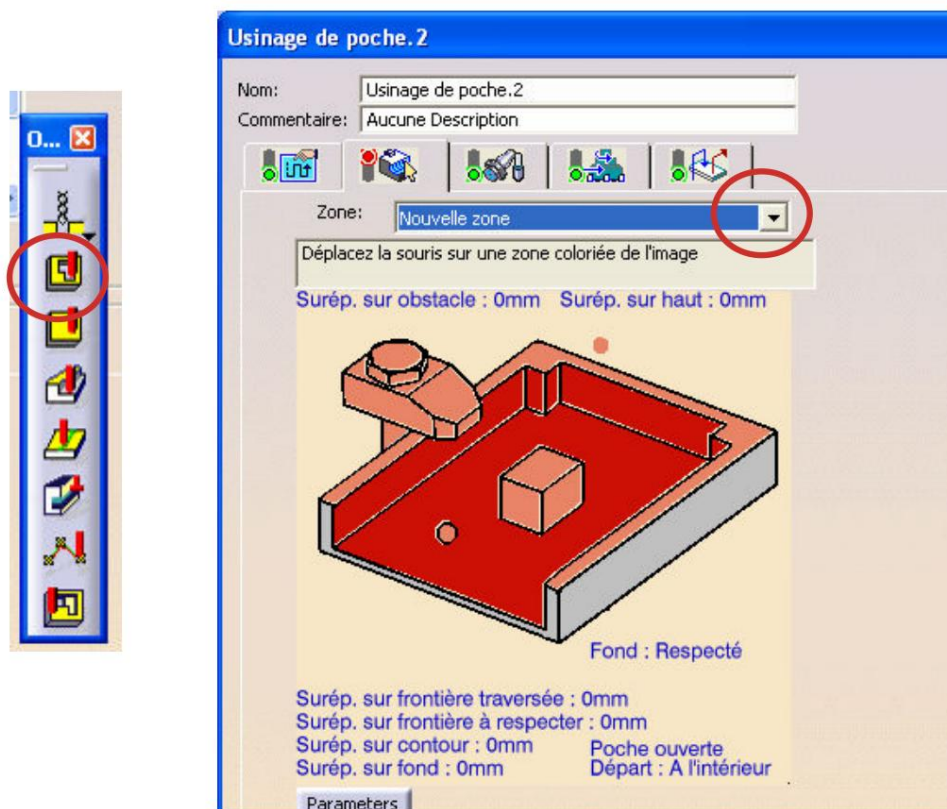 Usinage de poche.2
Nom: Usinage de poche.2
Commentaire: Aucune Description
O...
Zone: Nouvelle zone
Déplacez la souris sur une zone coloriée de l'image
Surép. sur obstacle : 0mm Surép. sur haut : 0mm
Fond : Respecté
Surép. sur frontière traversée : 0mm
Surép. sur frontière à respecter : 0mm
Surép. sur contour : 0mm Poche ouverte
Surép. sur fond : 0mm Départ : A l'intérieur
Parameters